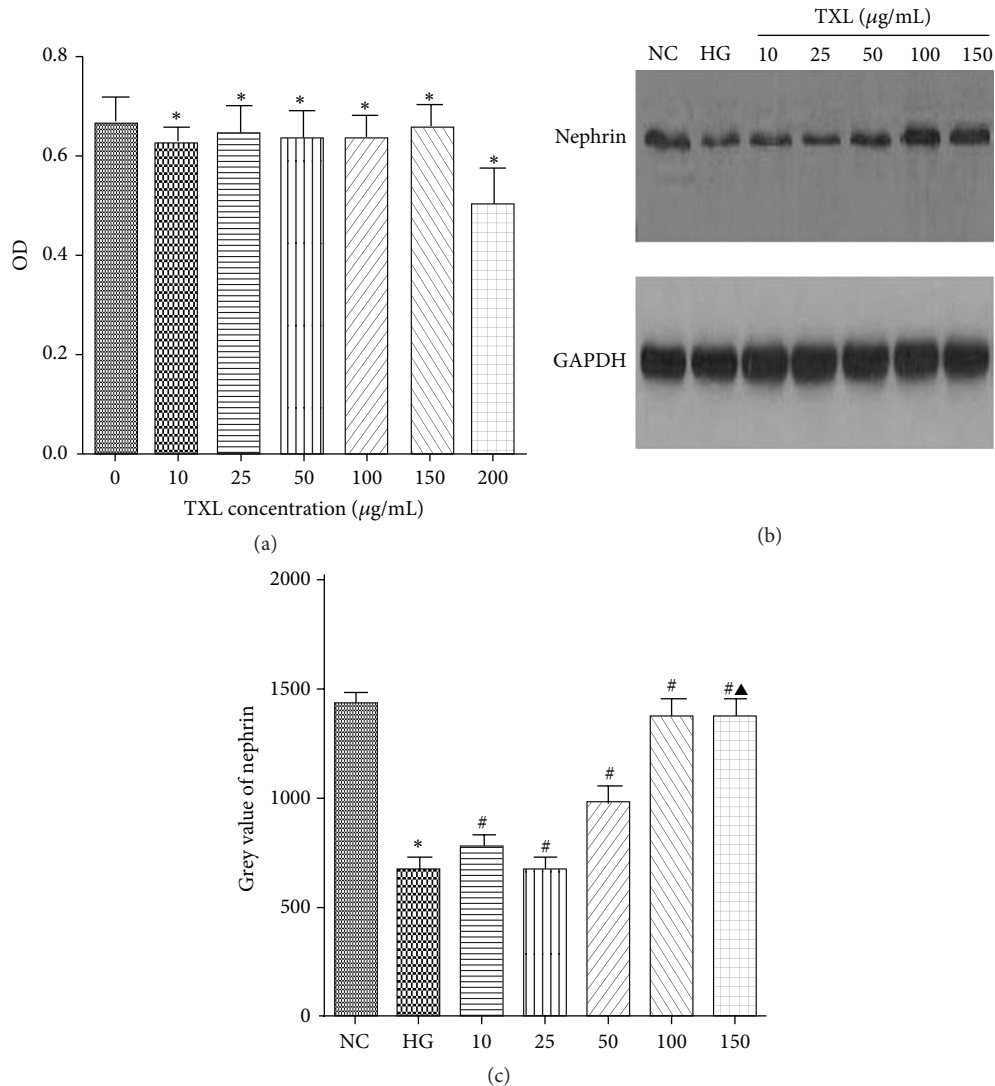 0.8
0.6
0.4
0.2
0.0
OD
* * * * * *
0 10 25 50 100 150 200
TXL concentration (μg/mL)
(a)
TXL (μg/mL)
NC HG 10 25 50 100 150
Nephrin
GAPDH
(b)
2000
1500
1000
500
0
Grey value of nephrin
* # # # # #▲
NC HG 10 25 50 100 150
(c)